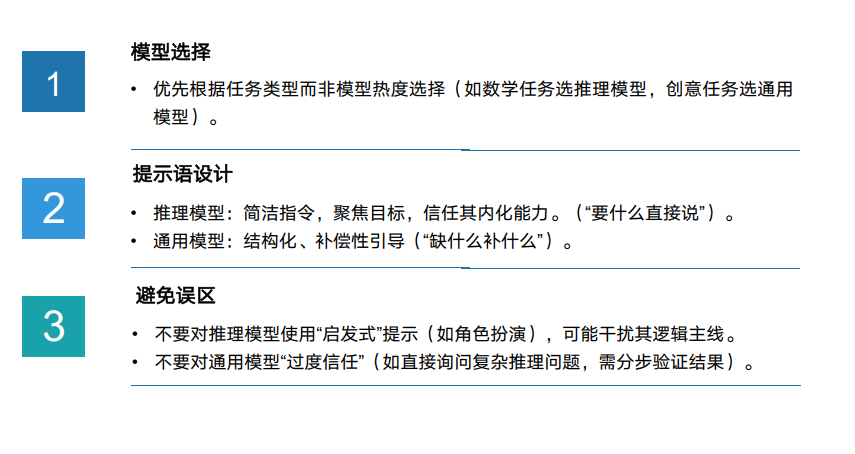 1
模型选择
• 优先根据任务类型而非模型热度选择（如数学任务选推理模型，创意任务选通用
模型）。
2
提示语设计
• 推理模型：简洁指令，聚焦目标，信任其内化能力。（“要什么直接说”）。
• 通用模型：结构化、补偿性引导（“缺什么补什么”）。
3
避免误区
• 不要对推理模型使用“启发式”提示（如角色扮演），可能干扰其逻辑主线。
• 不要对通用模型“过度信任”（如直接询问复杂推理问题，需分步验证结果）。